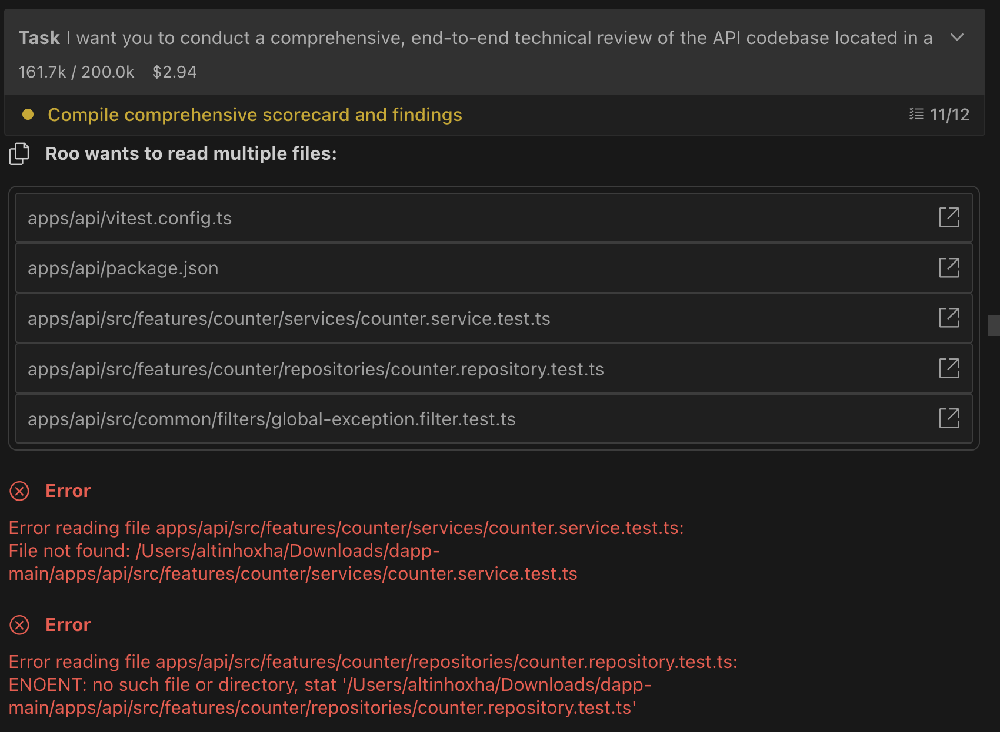 Task I want you to conduct a comprehensive, end-to-end technical review of the API codebase located in a
161.7k / 200.0k $2.94
Compile comprehensive scorecard and findings 11/12
Roo wants to read multiple files:
apps/api/vitest.config.ts
apps/api/package.json
apps/api/src/features/counter/services/counter.service.test.ts
apps/api/src/features/counter/repositories/counter.repository.test.ts
apps/api/src/common/filters/global-exception.filter.test.ts
Error
Error reading file apps/api/src/features/counter/services/counter.service.test.ts:
File not found: /Users/altinhoxha/Downloads/dapp-
main/apps/api/src/features/counter/services/counter.service.test.ts
Error
Error reading file apps/api/src/features/counter/repositories/counter.repository.test.ts:
ENOENT: no such file or directory, stat '/Users/altinhoxha/Downloads/dapp-
main/apps/api/src/features/counter/repositories/counter.repository.test.ts'